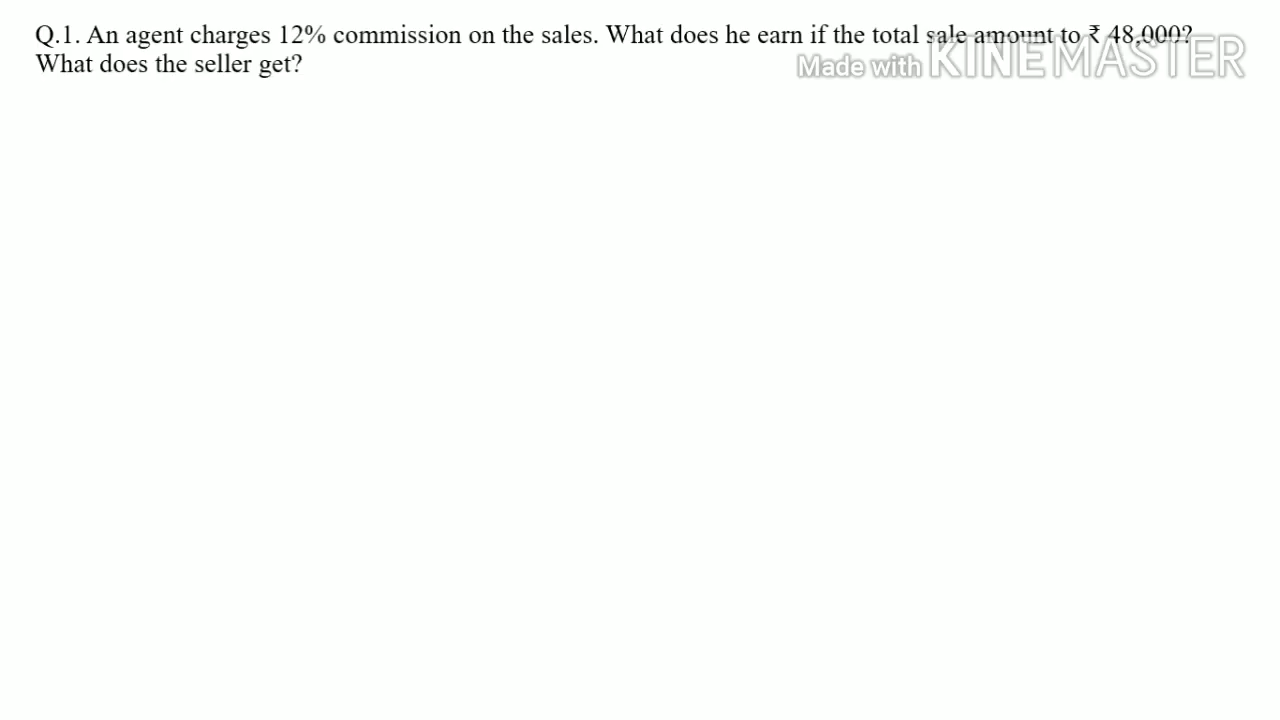 Q.1. An agent charges 12% commission on the sales. What does he earn if the total sale amount to ₹ 48,000?
What does the seller get?
Made with KINEMASTER